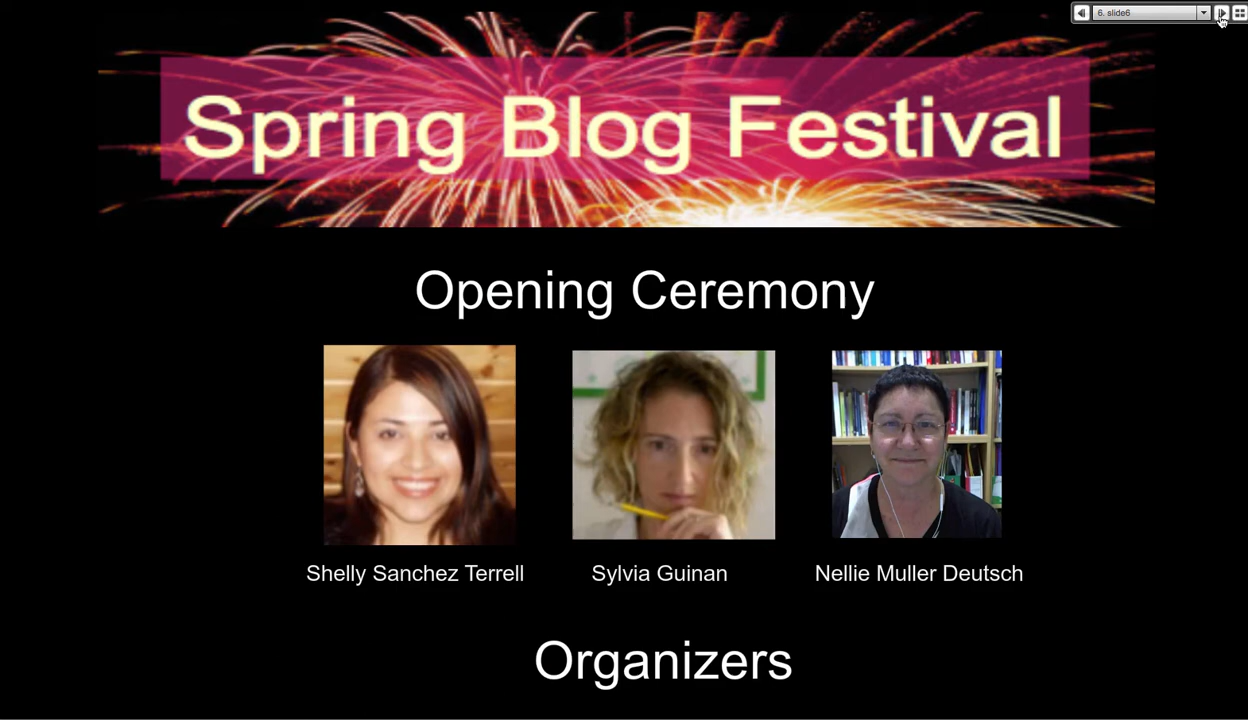 6. slide6
Spring Blog Festival
Opening Ceremony
Shelly Sanchez Terrell
Sylvia Guinan
Nellie Muller Deutsch
Organizers